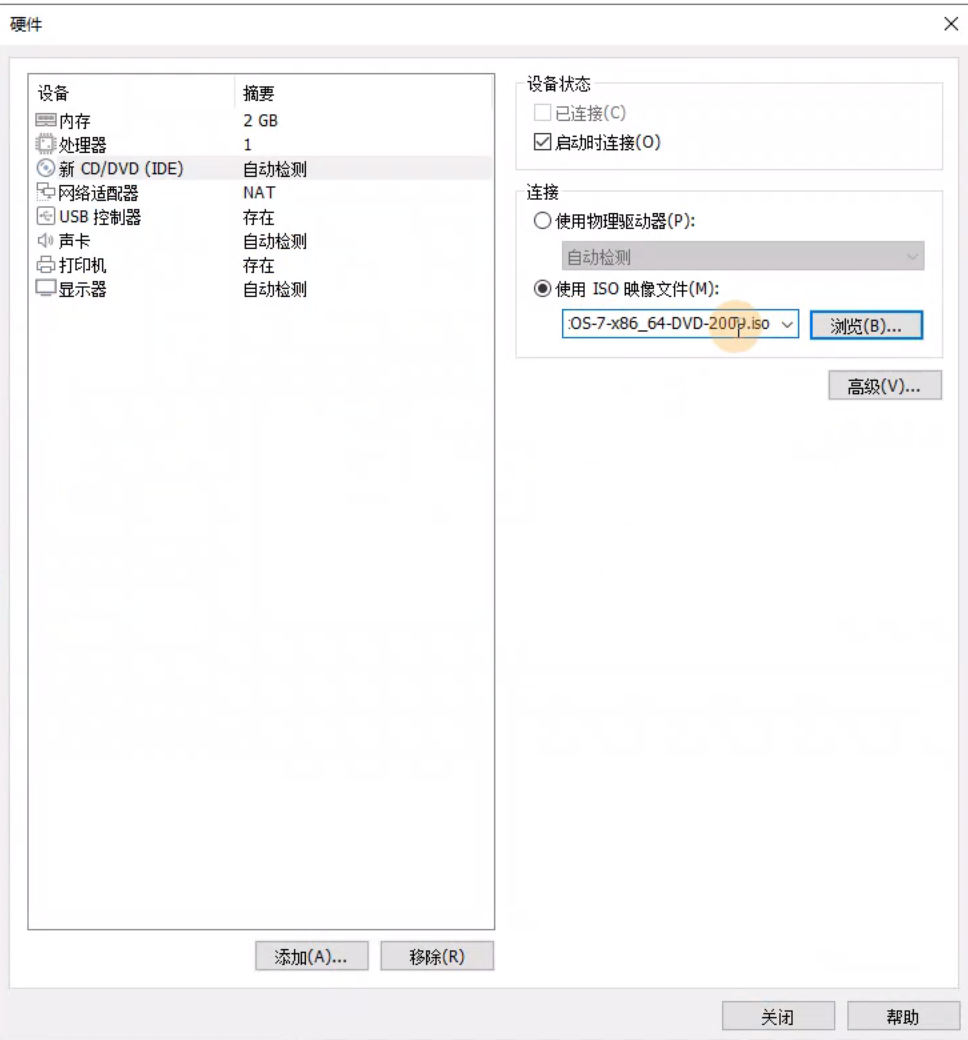 硬件
设备 摘要
内存 2 GB
处理器 1
新 CD/DVD (IDE) 自动检测
网络适配器 NAT
USB 控制器 存在
声卡 自动检测
打印机 存在
显示器 自动检测
添加(A)... 移除(R)
设备状态
已连接(C)
启动时连接(O)
连接
使用物理驱动器(P):
自动检测
使用 ISO 映像文件(M):
OS-7-x86_64-DVD-2009.iso 浏览(B)...
高级(V)...
关闭 帮助